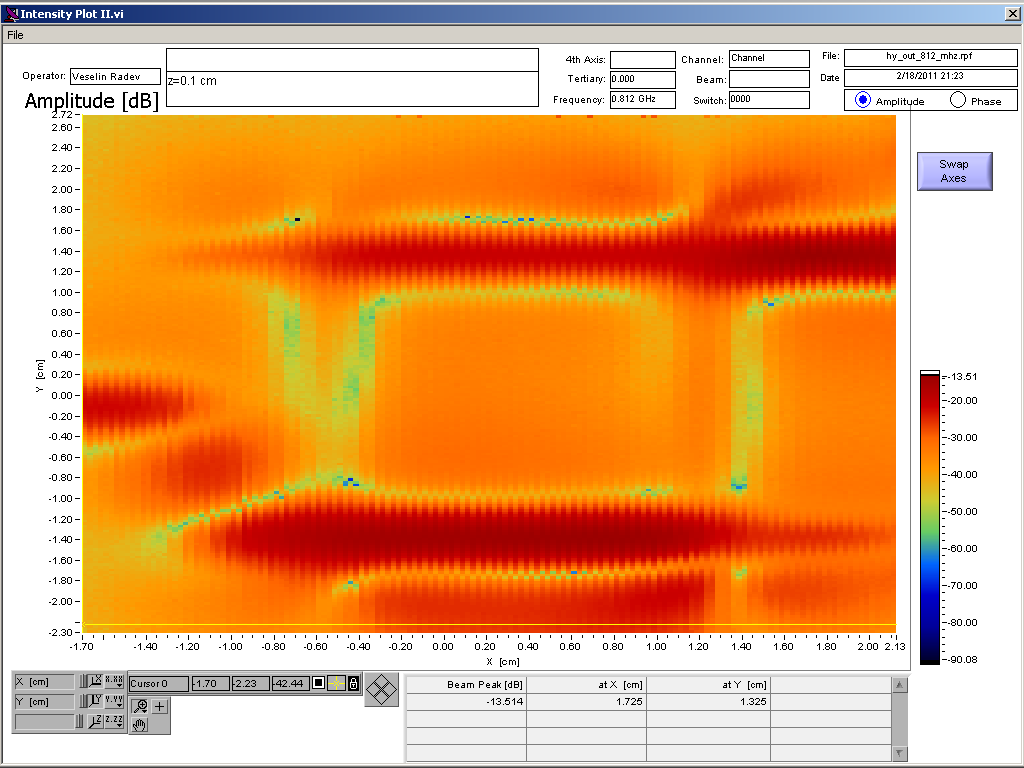 Intensity Plot II.vi
File
Operator: Veselin Radev
z=0.1 cm
4th Axis:
Channel: Channel
File: hy_out_812_mhz.rpf
Tertiary: 0.000
Beam:
Date 2/18/2011 21:23
Frequency: 0.812 GHz
Switch: 0000
Amplitude Phase
Amplitude [dB]
Swap
Axes
2.72
2.60
2.40
2.20
2.00
1.80
1.60
1.40
1.20
1.00
0.80
0.60
0.40
0.20
0.00
-0.20
-0.40
-0.60
-0.80
-1.00
-1.20
-1.40
-1.60
-1.80
-2.00
-2.30
Y [cm]
-1.70 -1.40 -1.20 -1.00 -0.80 -0.60 -0.40 -0.20 0.00 0.20 0.40 0.60 0.80 1.00 1.20 1.40 1.60 1.80 2.00 2.13
X [cm]
-13.51
-20.00
-30.00
-40.00
-50.00
-60.00
-70.00
-80.00
-90.08
X [cm] X X.XX
Y [cm] Y Y.YY
Z Z.ZZ
Cursor 0 -1.70 -2.23 -42.44
Beam Peak [dB] at X [cm] at Y [cm]
-13.514 1.725 1.325